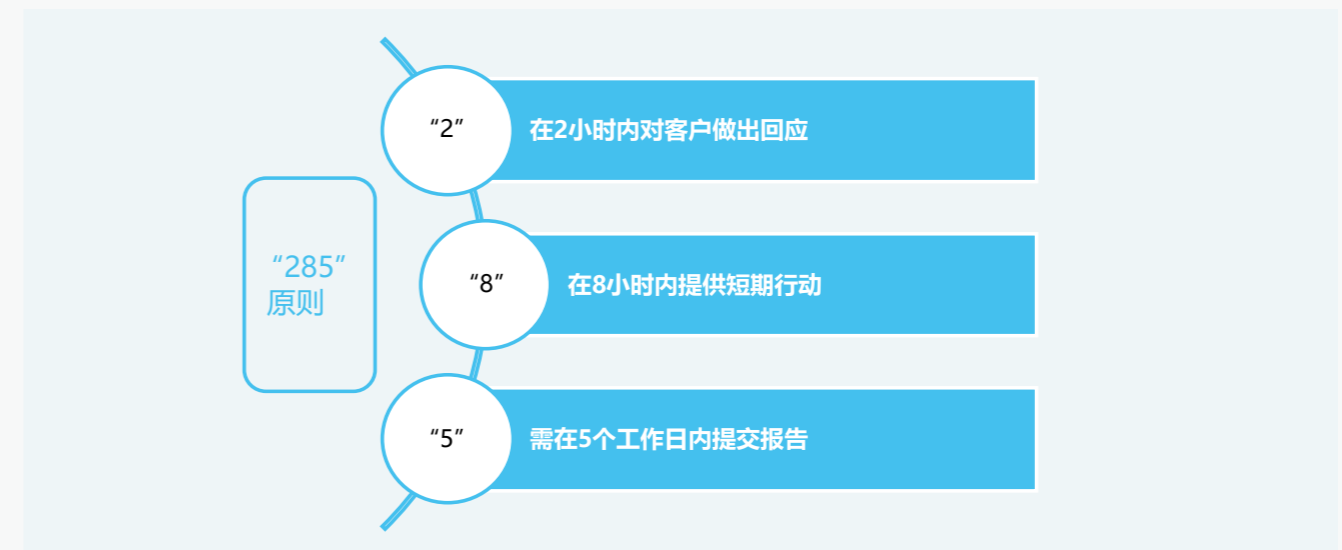 “285”
原则
“2”
在2小时内对客户做出回应
“8”
在8小时内提供短期行动
“5”
需在5个工作日内提交报告